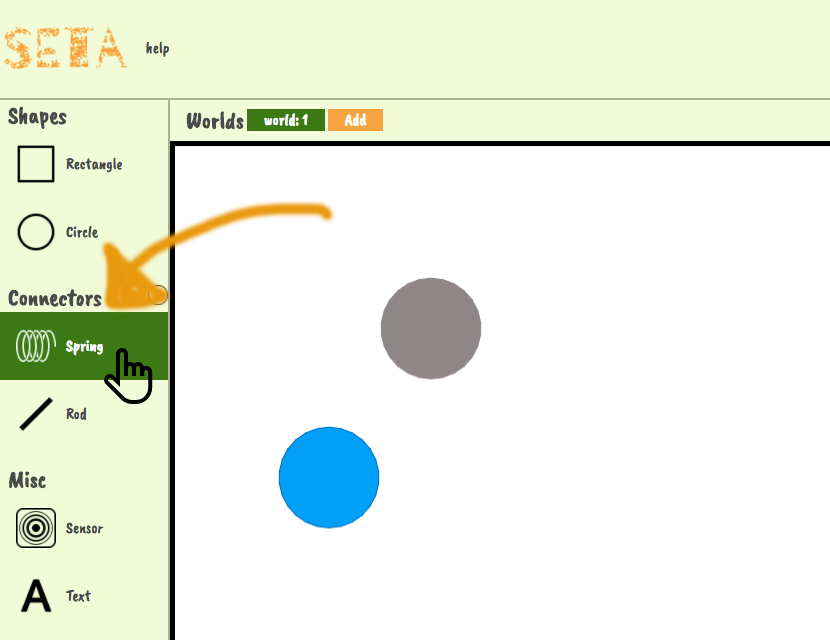 SETA
help
Shapes
Worlds world: 1 Add
Rectangle
Circle
Connectors
Spring
Rod
Misc
Sensor
A Text